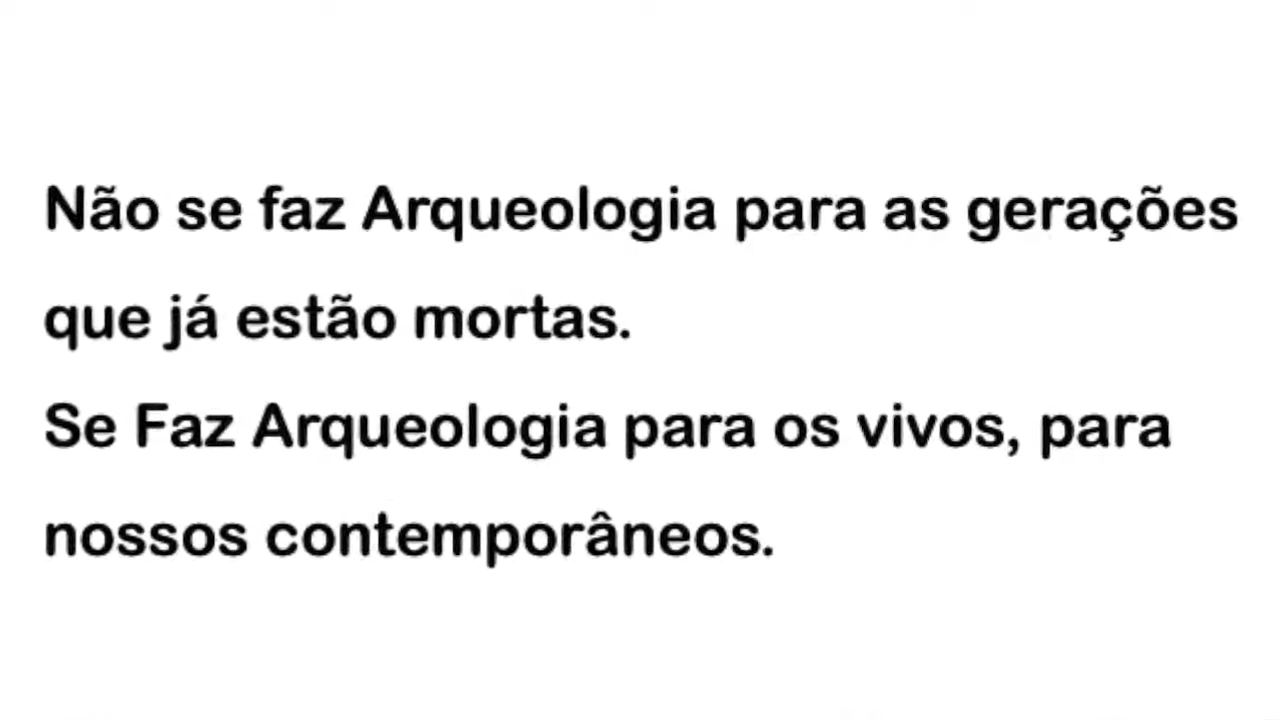 Não se faz Arqueologia para as gerações
que já estão mortas.
Se Faz Arqueologia para os vivos, para
nossos contemporâneos.